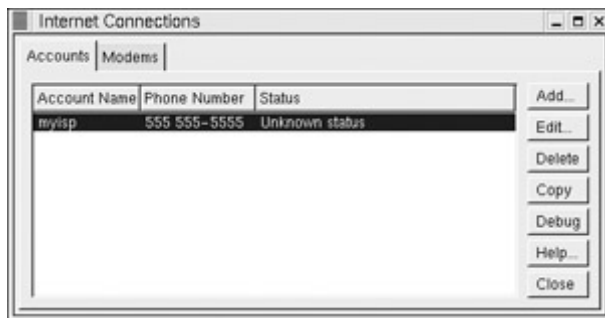 Internet Connections
Accounts Modems
Account Name Phone Number Status
myisp 555 555-5555 Unknown status
Add...
Edit...
Delete
Copy
Debug
Help...
Close